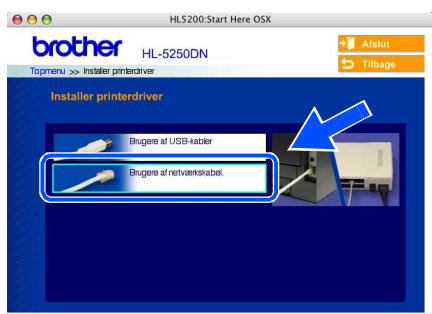 HL5200:Start Here OSX
brother HL-5250DN
Afslut
Tilbage
Topmenu >> Installer printerdriver
Installer printerdriver
Brugere af USB-kabler
Brugere af netværkskabel.